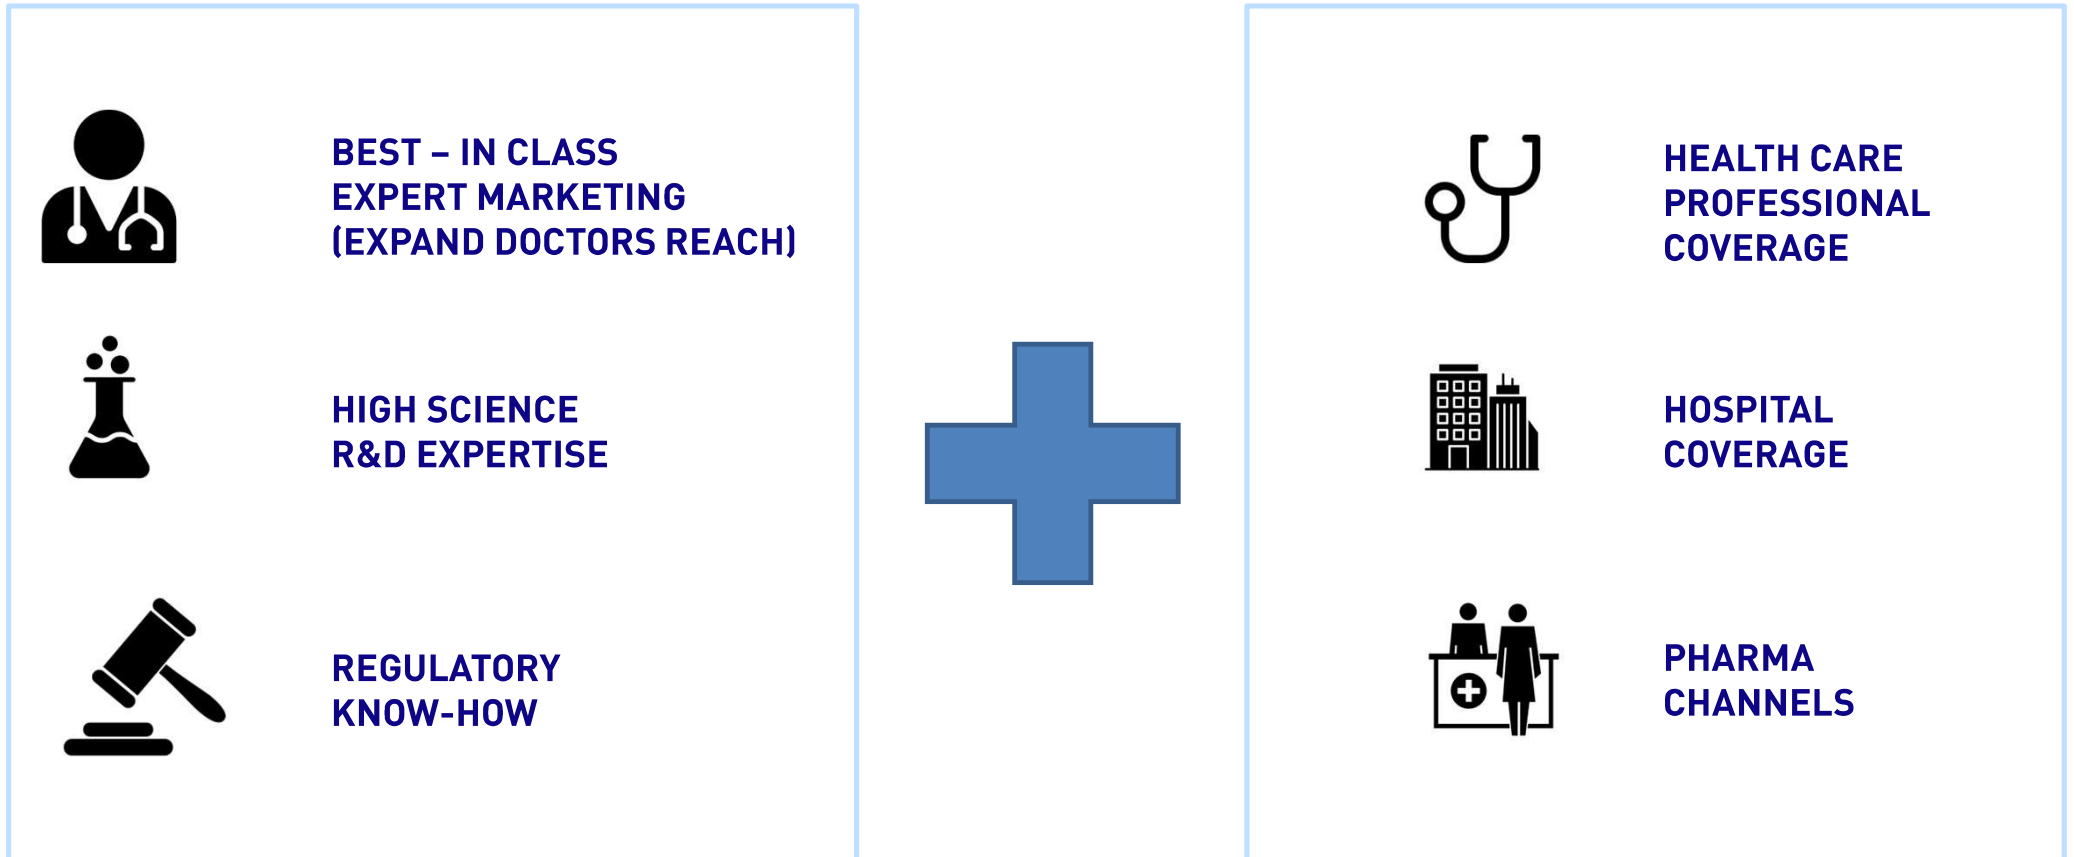 BEST – IN CLASS
EXPERT MARKETING
(EXPAND DOCTORS REACH)
HIGH SCIENCE
R&D EXPERTISE
REGULATORY
KNOW-HOW
HEALTH CARE
PROFESSIONAL
COVERAGE
HOSPITAL
COVERAGE
PHARMA
CHANNELS